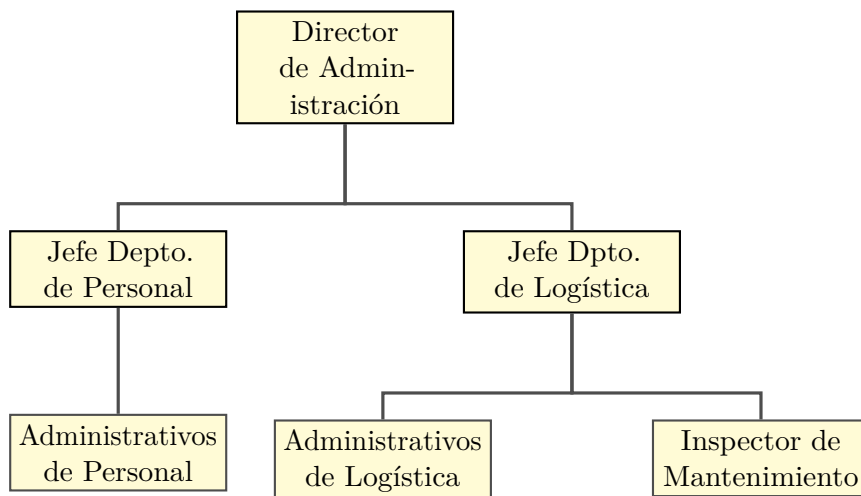 Director
de Admin-
istración
Jefe Depto.
de Personal
Jefe Dpto.
de Logística
Administrativos
de Personal
Administrativos
de Logística
Inspector de
Mantenimiento